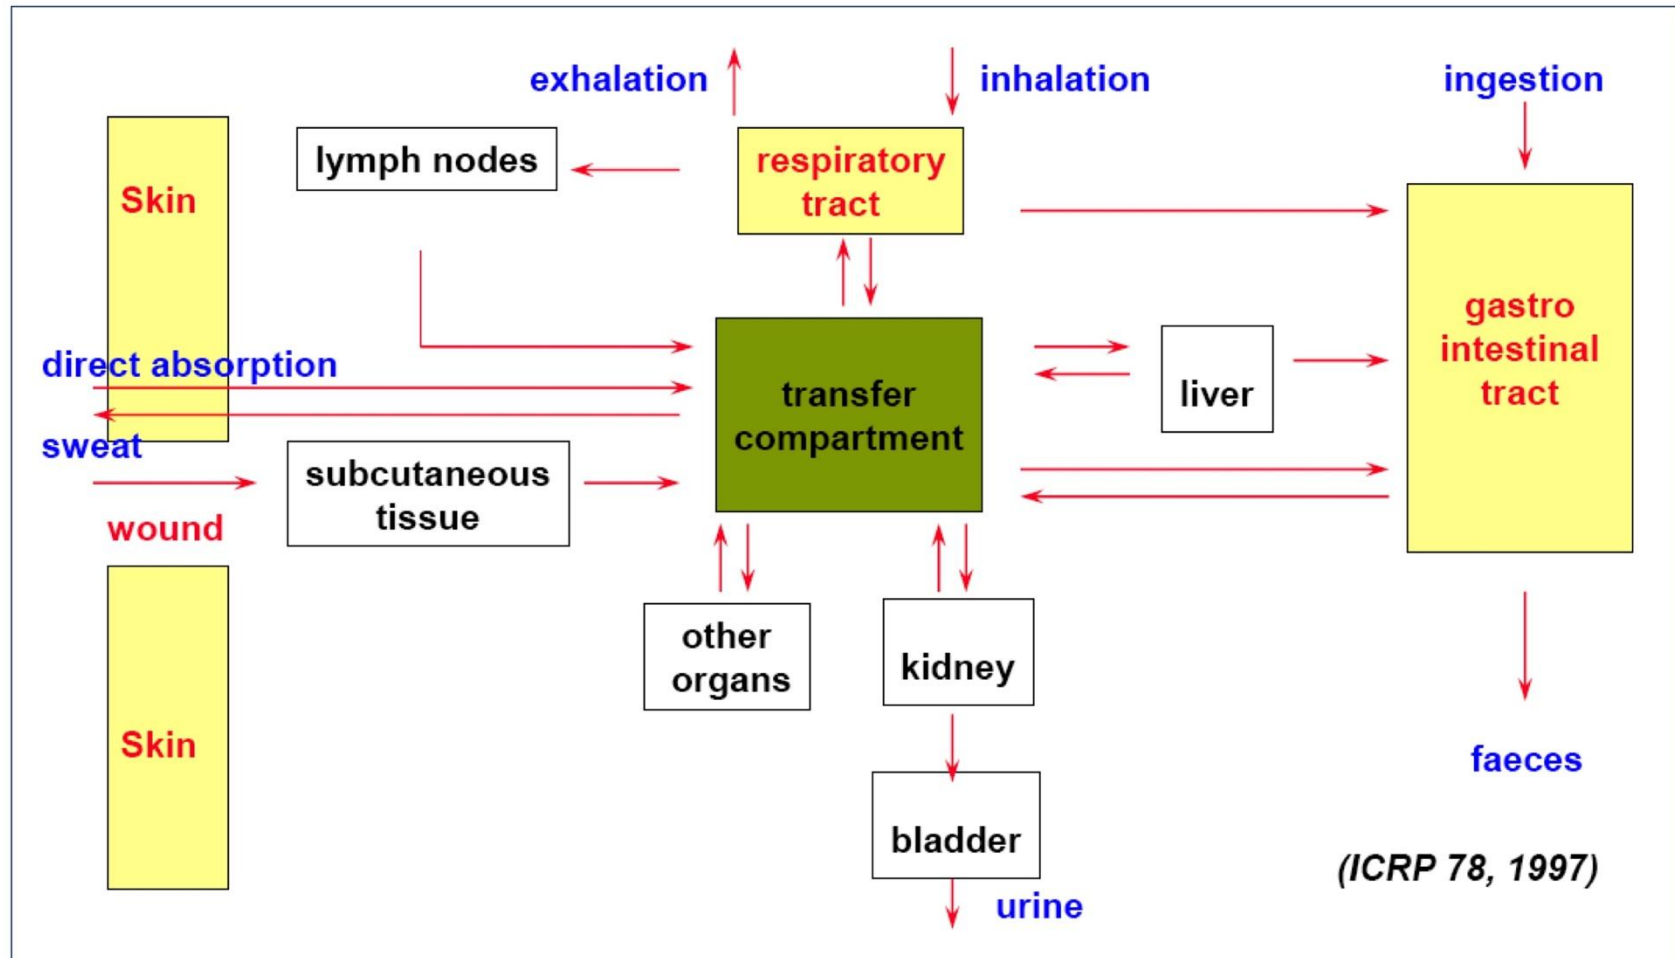 exhalation
inhalation
ingestion
lymph nodes
respiratory
tract
Skin
gastro
intestinal
tract
direct absorption
transfer
compartment
liver
sweat
subcutaneous
tissue
wound
other
organs
kidney
Skin
faeces
bladder
(ICRP 78, 1997)
urine